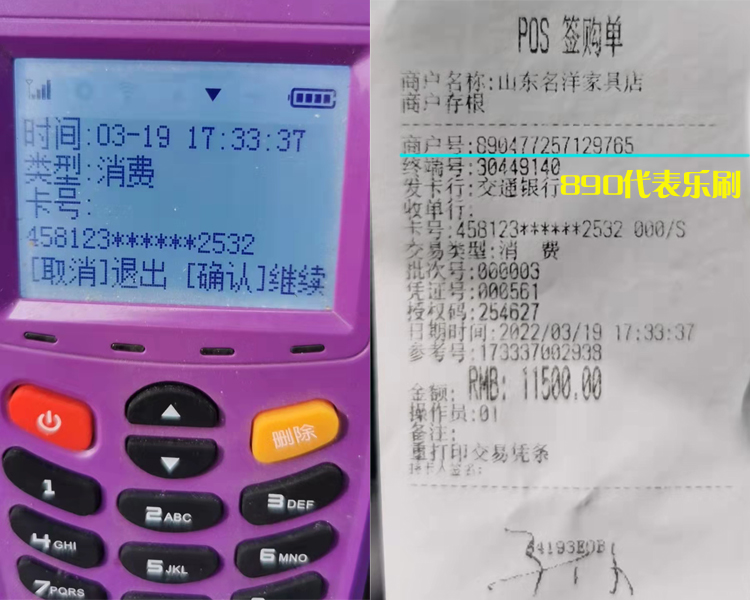 时间:03-19 17:33:37
类型:消费
卡号:
458123******2532
[取消]退出 [确认]继续
删除
1
2ABC
3DEF
4GHI
5JKL
6MNO
7PQRS
POS 签购单
商户名称:山东名洋家具店
商户存根
商户号:890477257129765
终端号:30449140
发卡行:交通银行
890代表乐刷
收单行:
卡号:458123******2532 000/S
交易类型:消 费
批次号:000003
凭证号:000561
授权码:254627
日期时间:2022/03/19 17:33:37
参考号:173337002938
金额: RMB: 11500.00
操作员:01
备注:
重打印交易凭条
持卡人签名: